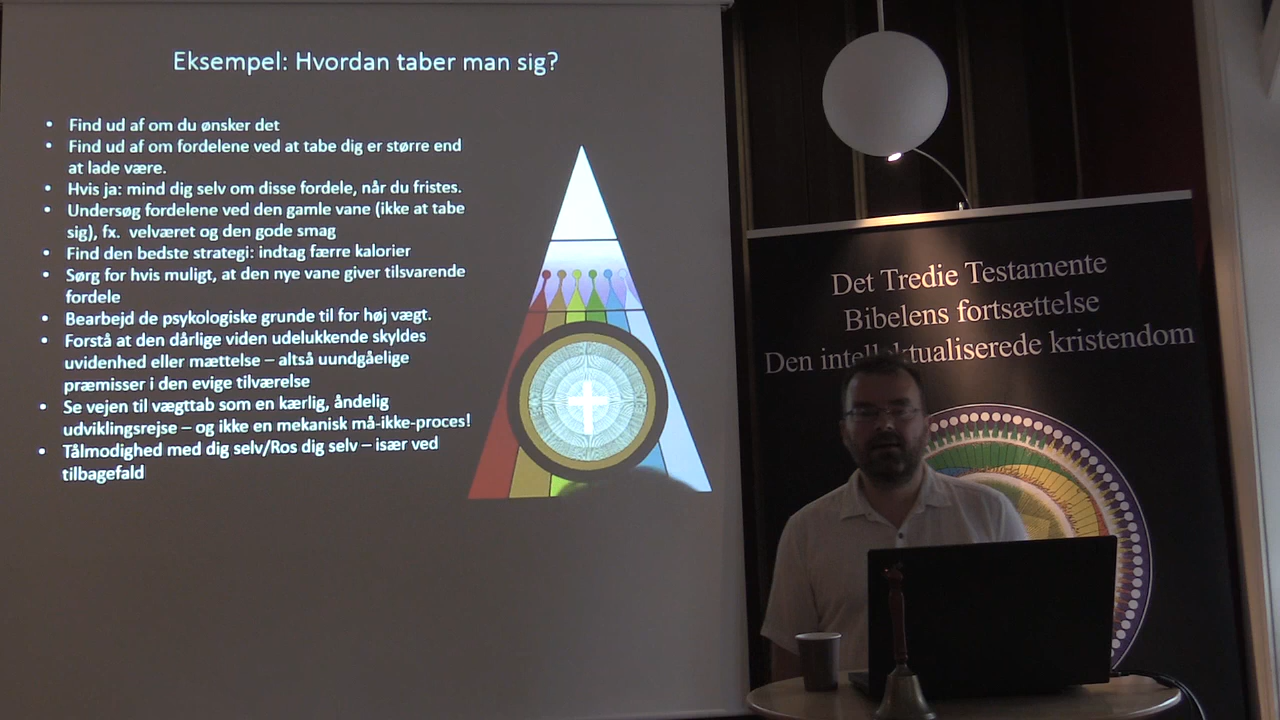 Eksempel: Hvordan taber man sig?
• Find ud af om du ønsker det
• Find ud af om fordelene ved at tabe dig er større end
at lade være.
• Hvis ja: mind dig selv om disse fordele, når du fristes.
• Undersøg fordelene ved den gamle vane (ikke at tabe
sig), fx. velværet og den gode smag
• Find den bedste strategi: indtag færre kalorier
• Sørg for hvis muligt, at den nye vane giver tilsvarende
fordele
• Bearbejd de psykologiske grunde til for høj vægt.
• Forstå at den dårlige viden udelukkende skyldes
uvidenhed eller mættelse – altså uundgåelige
præmisser i den evige tilværelse
• Se vejen til vægttab som en kærlig, åndelig
udviklingsrejse – og ikke en mekanisk må-ikke-proces!
• Tålmodighed med dig selv/Ros dig selv – især ved
tilbagefald
Det Tredie Testamente
Bibelens fortsættelse
Den intellektualiserede kristendom